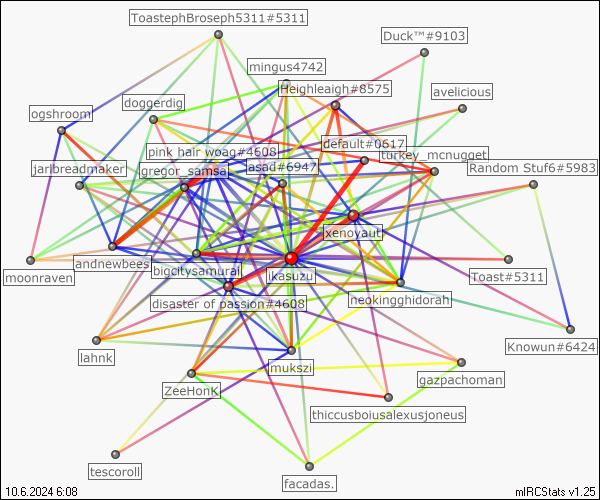 ToastephBroseph5311#5311
Duck™#9103
mingus4742
Heighleaigh#8575
avelicious
doggerdig
ogshroom
default#0617
pink hair woag#4608
turkey_mcnugget
asad#6947
Random Stuf6#5983
jarlbreadmaker
gregor_samsa
xenoyaut
andnewbees
bigcitysamurai
ikasuzu
Toast#5311
moonraven
disaster of passion#4608
neokingghidorah
Knowun#6424
lahnk
mukszi
gazpachoman
ZeeHonK
thiccusboiusalexusjoneus
tescoroll
facadas.
10.6.2024 6:08
mIRCStats v1.25